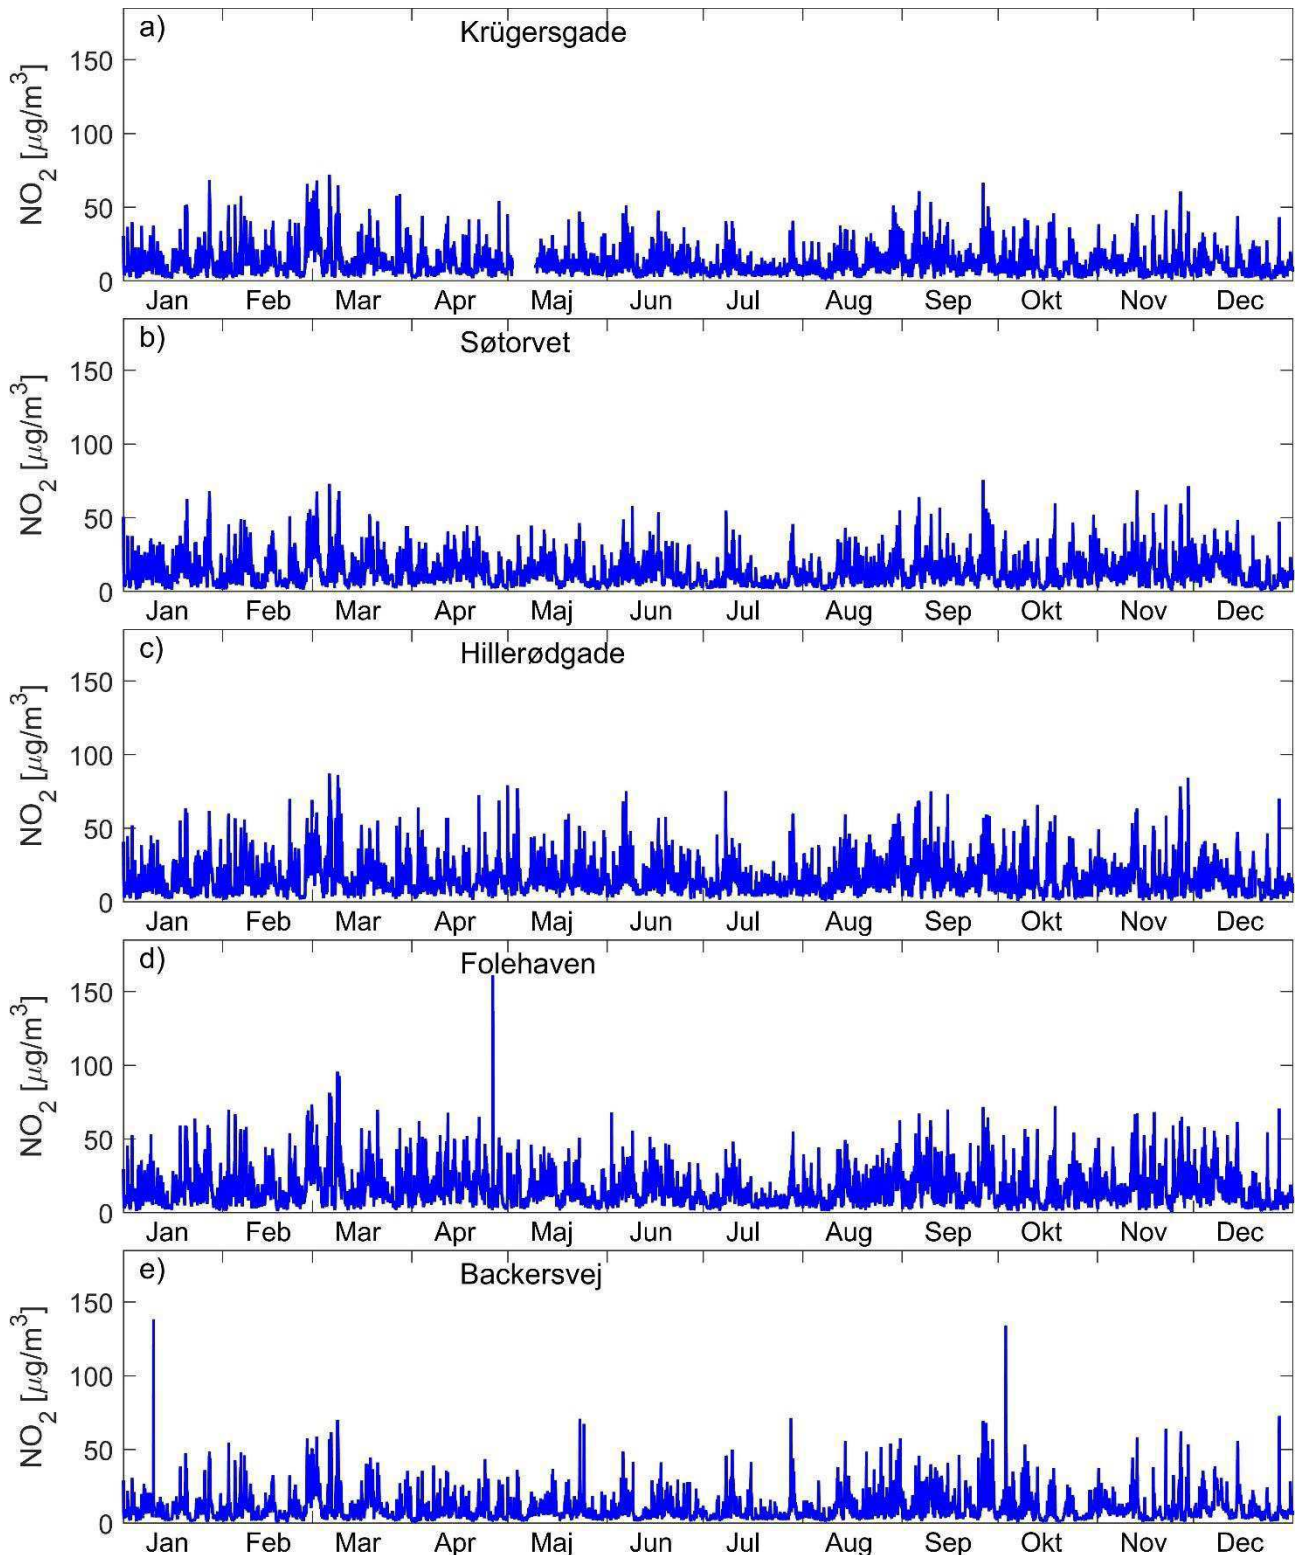 a) Krügersgade
NO2 [μg/m3]
150
100
50
0
Jan Feb Mar Apr Maj Jun Jul Aug Sep Okt Nov Dec
b) Søtorvet
NO2 [μg/m3]
150
100
50
0
Jan Feb Mar Apr Maj Jun Jul Aug Sep Okt Nov Dec
c) Hillerødgade
NO2 [μg/m3]
150
100
50
0
Jan Feb Mar Apr Maj Jun Jul Aug Sep Okt Nov Dec
d) Folehaven
NO2 [μg/m3]
150
100
50
0
Jan Feb Mar Apr Maj Jun Jul Aug Sep Okt Nov Dec
e) Backersvej
NO2 [μg/m3]
150
100
50
0
Jan Feb Mar Apr Maj Jun Jul Aug Sep Okt Nov Dec